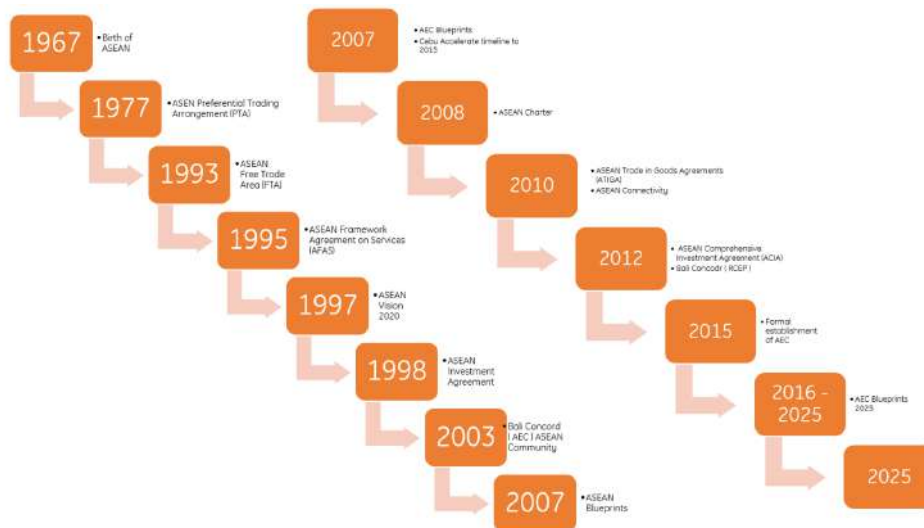 1967
• Birth of
ASEAN
1977
• ASEN Preferential Trading
Arrangement (PTA)
1993
• ASEAN
Free Trade
Area (FTA)
1995
• ASEAN Framework
Agreement on Services
(AFAS)
1997
• ASEAN
Vision
2020
1998
• ASEAN
Investment
Agreement
2003
• Bali Concord
( AEC ) ASEAN
Community
2007
• ASEAN
Blueprints
2007
• AEC Blueprints
• Cebu Accelerate timeline to
2015
2008
• ASEAN Charter
2010
• ASEAN Trade in Goods Agreements
(ATIGA)
• ASEAN Connectivity
2012
• ASEAN Comprehensive
Investment Agreement (ACIA)
• Bali Concodr ( RCEP )
2015
• Formal
establishment
of AEC
2016 -
2025
• AEC Blueprints
2025
2025